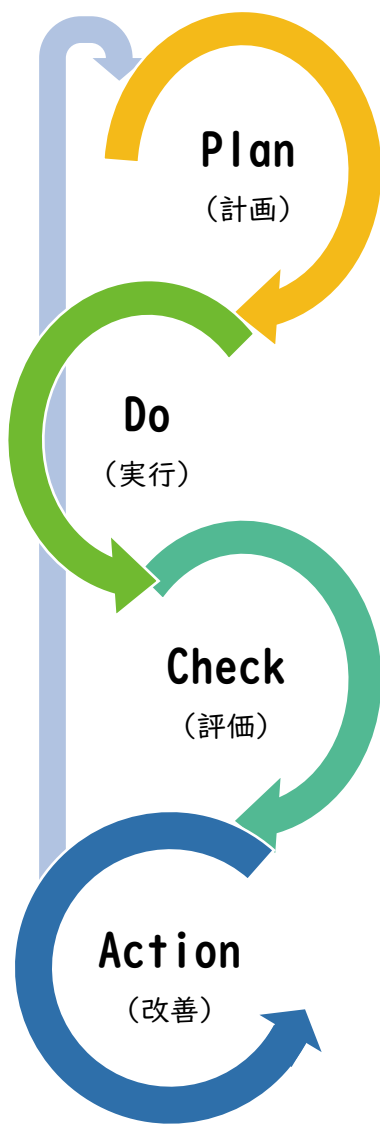 Plan
（計画）
Do
（実行）
Check
（評価）
Action
（改善）